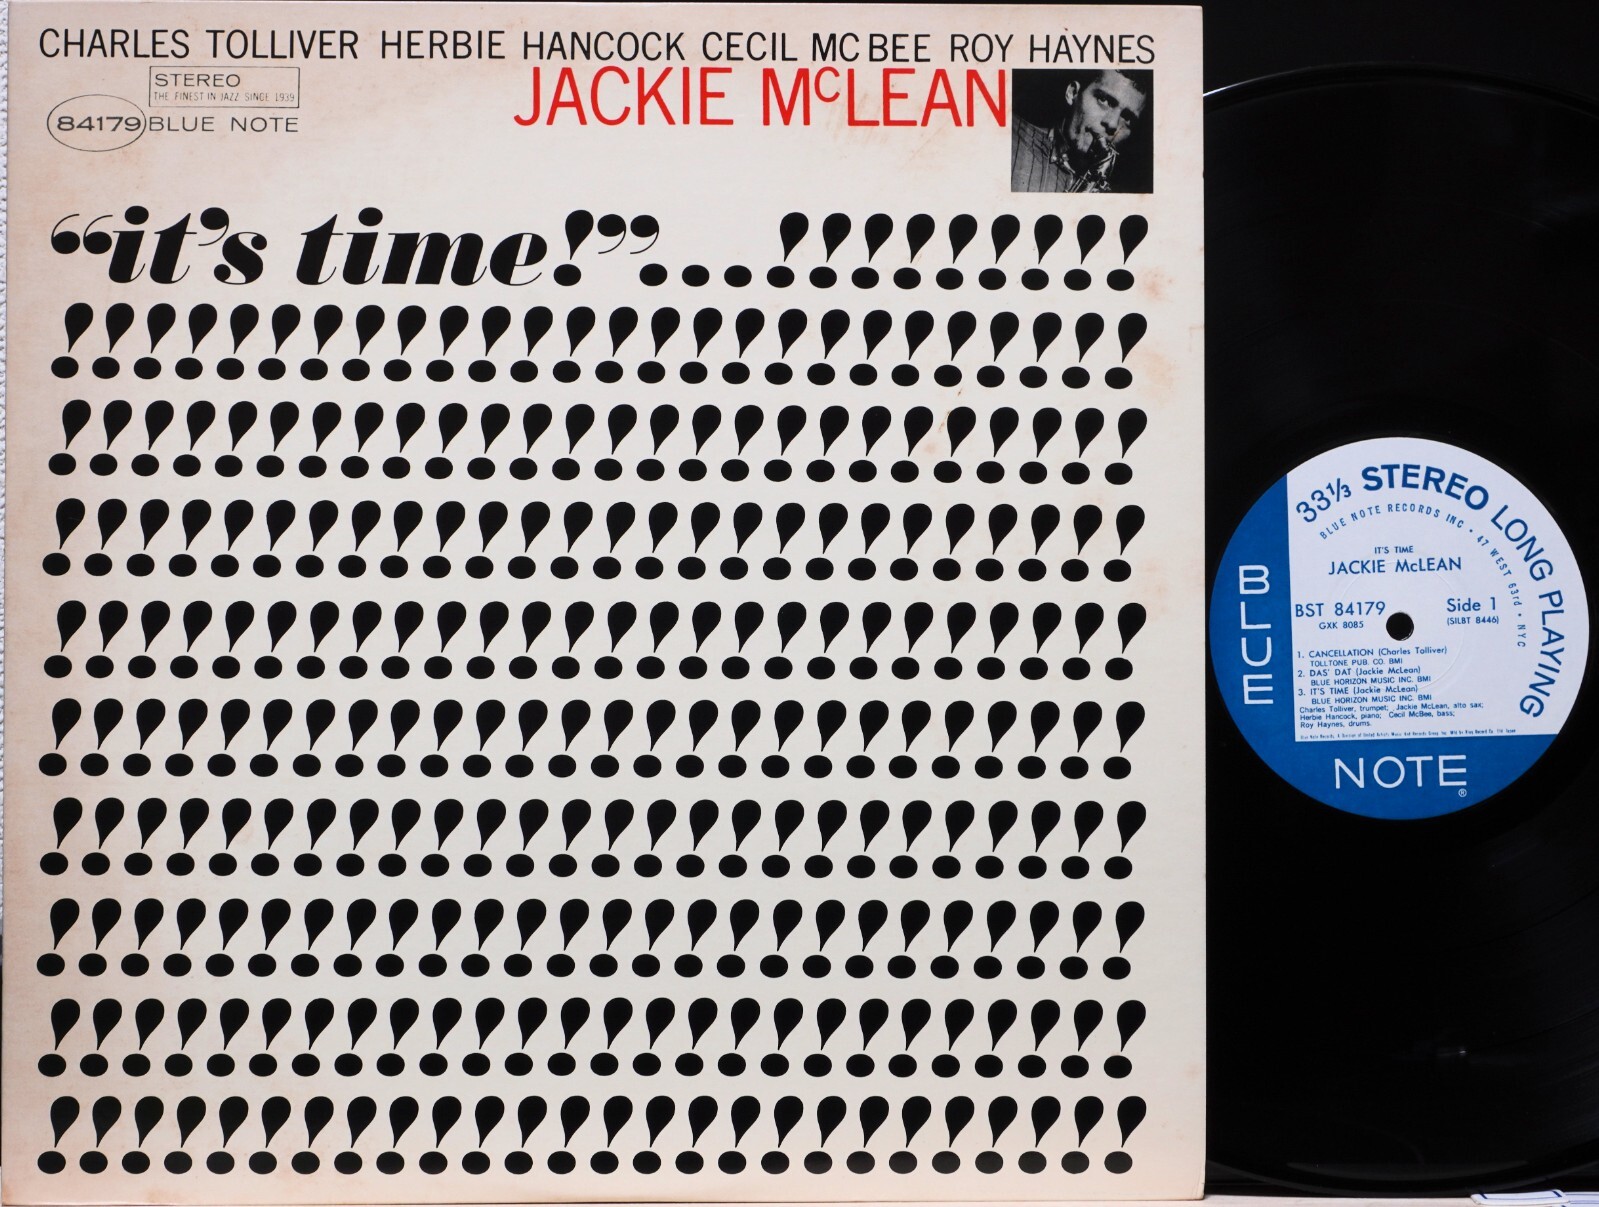 CHARLES TOLLIVER HERBIE HANCOCK CECIL MCBEE ROY HAYNES
STEREO
THE FINEST IN JAZZ SINCE 1939
84179 BLUE NOTE
JACKIE McLEAN
“it's time!”...!!!!!!!!!
!!!!!!!!!!!!!!!!!!!!!!!!!!
!!!!!!!!!!!!!!!!!!!!!!!!!!
!!!!!!!!!!!!!!!!!!!!!!!!!!
!!!!!!!!!!!!!!!!!!!!!!!!!!
!!!!!!!!!!!!!!!!!!!!!!!!!!
!!!!!!!!!!!!!!!!!!!!!!!!!!
!!!!!!!!!!!!!!!!!!!!!!!!!!
!!!!!!!!!!!!!!!!!!!!!!!!!!
!!!!!!!!!!!!!!!!!!!!!!!!!!
33 1/3 STEREO LONG PLAYING
BLUE NOTE RECORDS INC • 47 WEST 63rd • NYC
IT'S TIME
JACKIE McLEAN
BST 84179
GXK 8085
Side 1
(SILBT 8446)
1. CANCELLATION (Charles Tolliver)
TOLLTONE PUB. CO. BMI
2. DAS' DAT (Jackie McLean)
BLUE HORIZON MUSIC INC. BMI
3. IT'S TIME (Jackie McLean)
BLUE HORIZON MUSIC INC. BMI
Charles Tolliver, trumpet; Jackie McLean, alto sax;
Herbie Hancock, piano; Cecil McBee, bass;
Roy Haynes, drums.
BLUE
NOTE
®